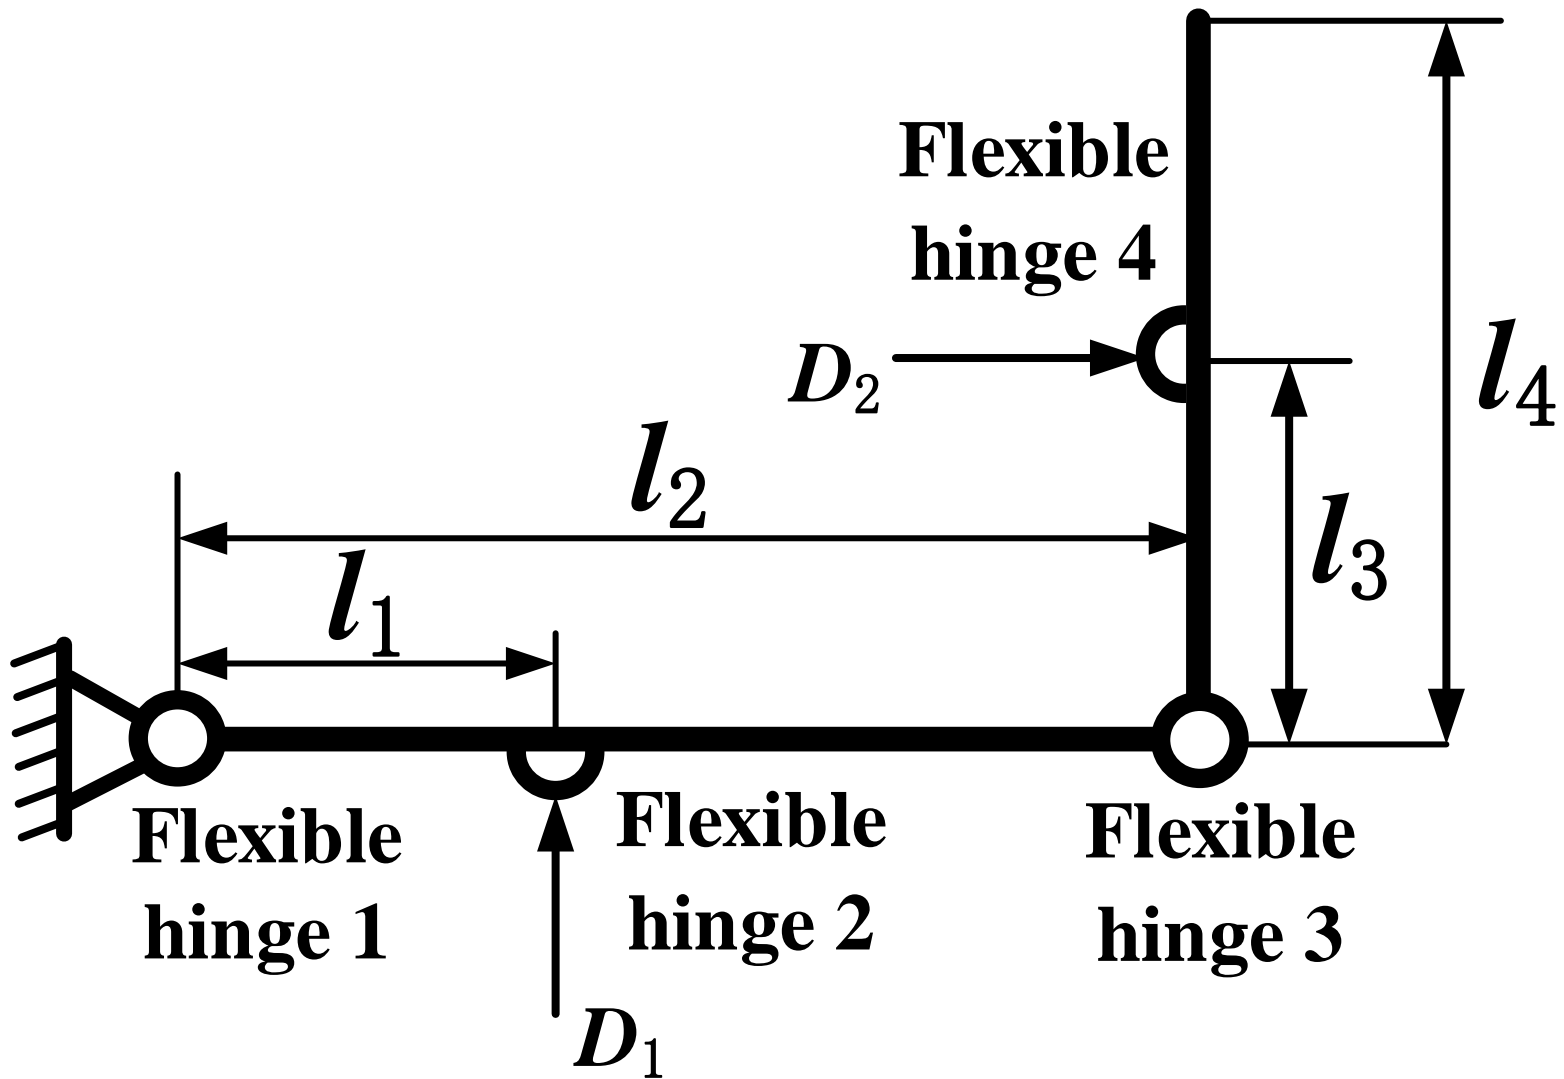 Flexible
hinge 4
D₂
l₄
l₂
l₃
l₁
Flexible
hinge 1
Flexible
hinge 2
Flexible
hinge 3
D₁